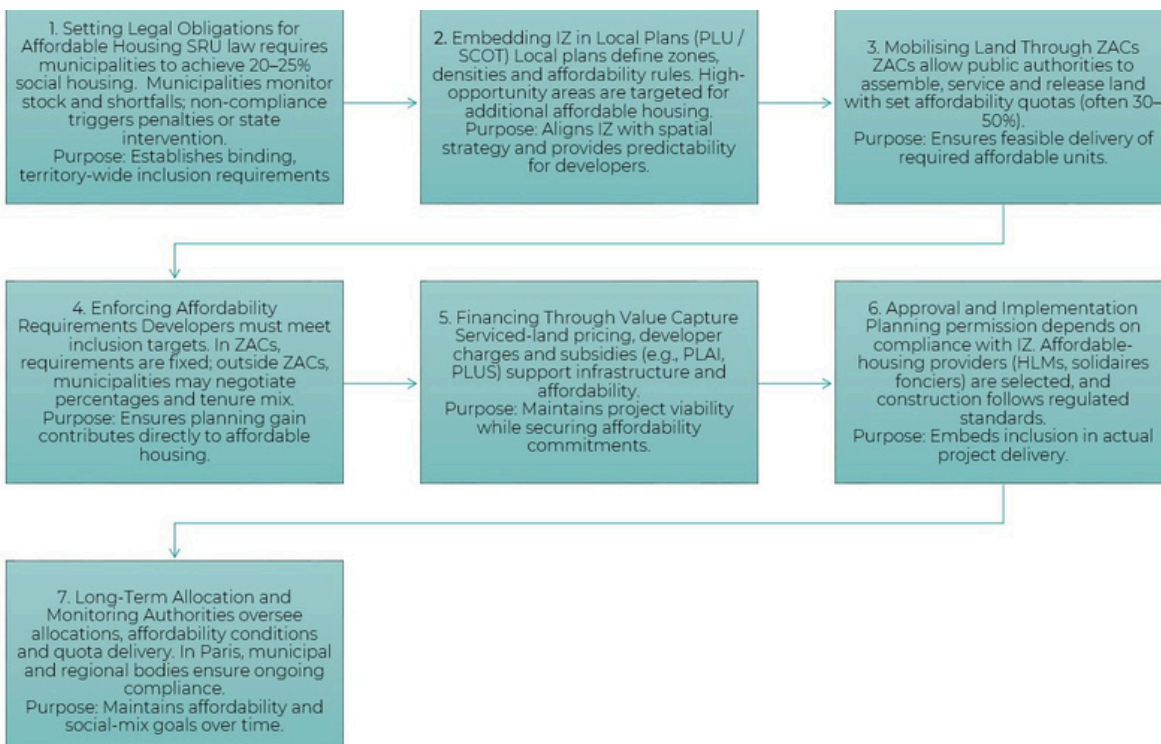 1. Setting Legal Obligations for
Affordable Housing SRU law requires
municipalities to achieve 20–25%
social housing. Municipalities monitor
stock and shortfalls; non-compliance
triggers penalties or state
intervention.
Purpose: Establishes binding,
territory-wide inclusion requirements
2. Embedding IZ in Local Plans (PLU /
SCOT) Local plans define zones,
densities and affordability rules. High-
opportunity areas are targeted for
additional affordable housing.
Purpose: Aligns IZ with spatial
strategy and provides predictability
for developers.
3. Mobilising Land Through ZACs
ZACs allow public authorities to
assemble, service and release land
with set affordability quotas (often 30–
50%).
Purpose: Ensures feasible delivery of
required affordable units.
4. Enforcing Affordability
Requirements Developers must meet
inclusion targets. In ZACs,
requirements are fixed; outside ZACs,
municipalities may negotiate
percentages and tenure mix.
Purpose: Ensures planning gain
contributes directly to affordable
housing.
5. Financing Through Value Capture
Serviced-land pricing, developer
charges and subsidies (e.g., PLAI,
PLUS) support infrastructure and
affordability.
Purpose: Maintains project viability
while securing affordability
commitments.
6. Approval and Implementation
Planning permission depends on
compliance with IZ. Affordable-
housing providers (HLMs, solidaires
fonciers) are selected, and
construction follows regulated
standards.
Purpose: Embeds inclusion in actual
project delivery.
7. Long-Term Allocation and
Monitoring Authorities oversee
allocations, affordability conditions
and quota delivery. In Paris, municipal
and regional bodies ensure ongoing
compliance.
Purpose: Maintains affordability and
social-mix goals over time.